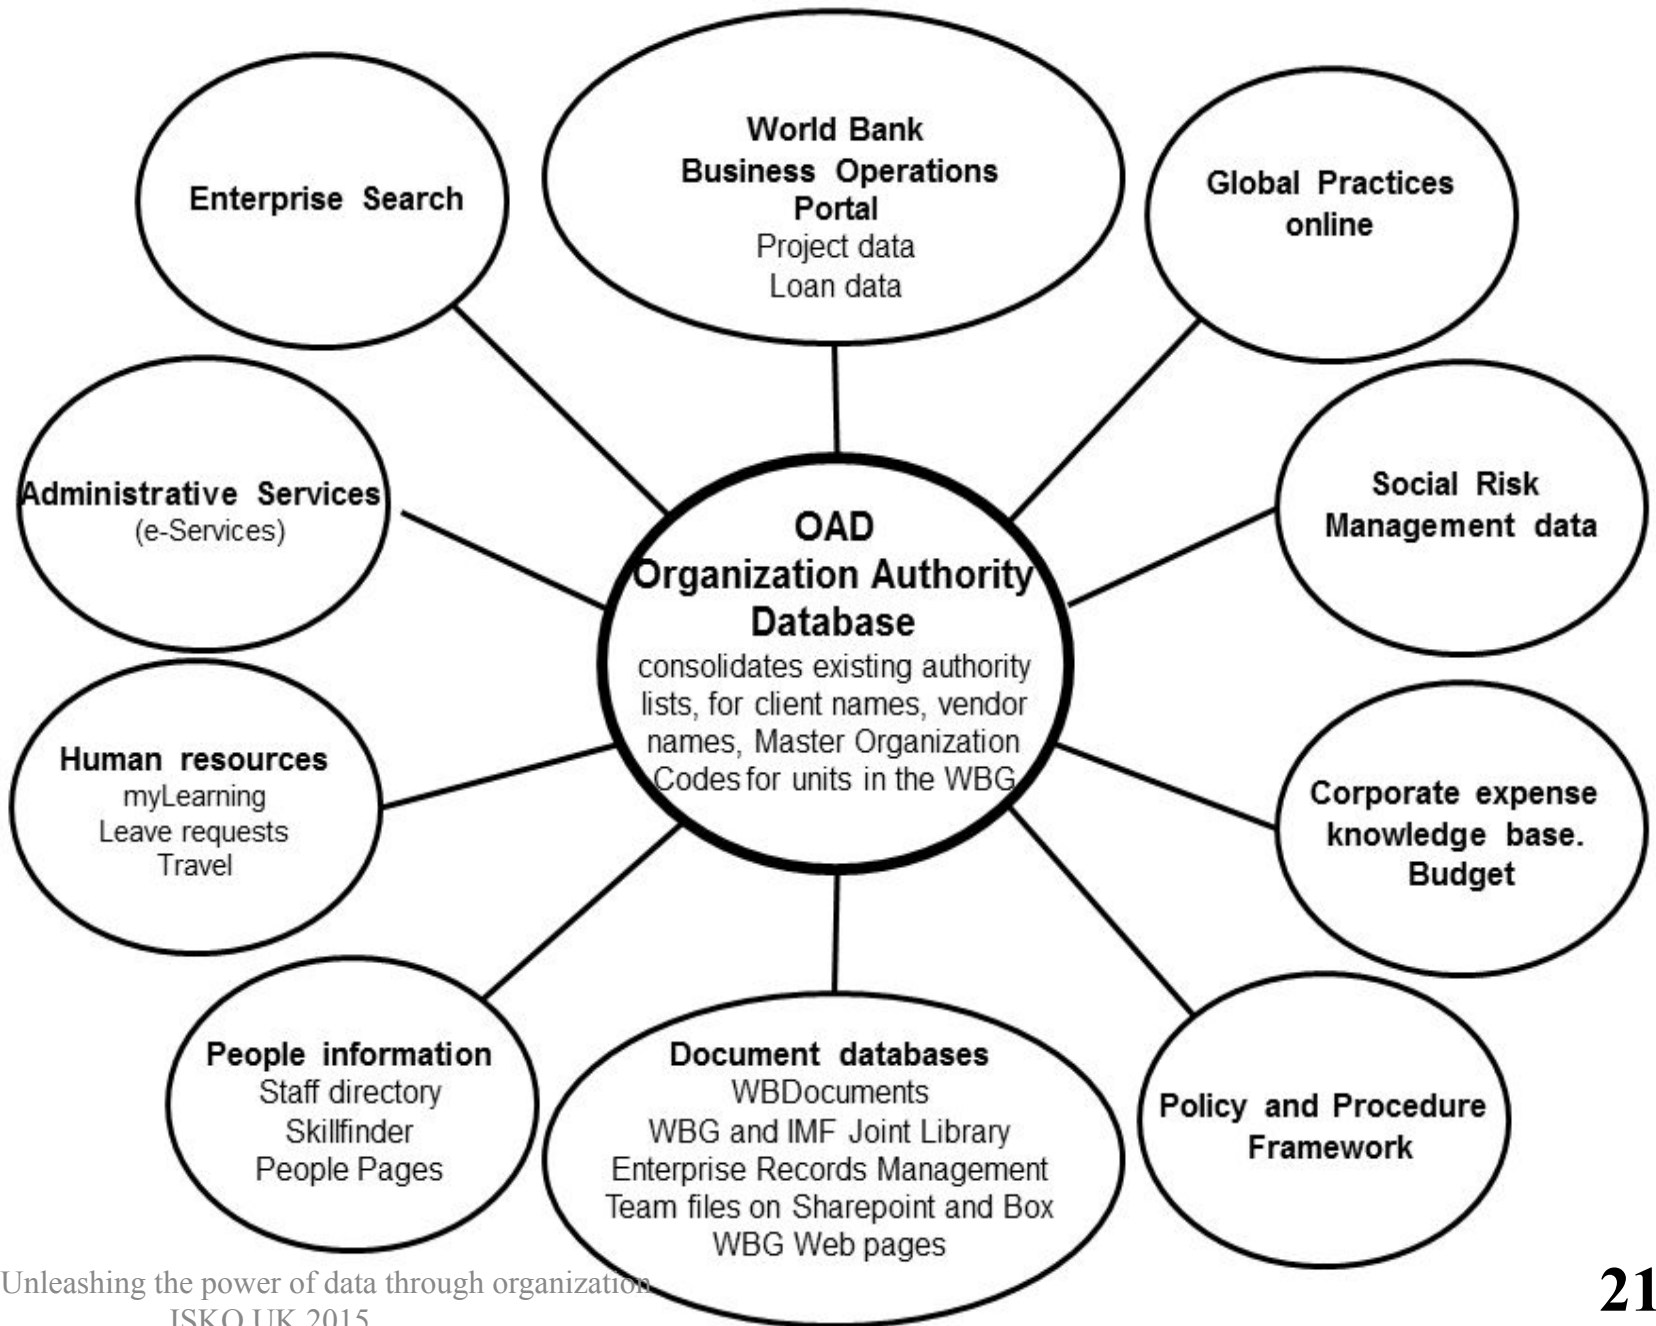 World Bank
Business Operations
Portal
Project data
Loan data
Enterprise Search
Global Practices
online
Administrative Services
(e-Services)
Social Risk
Management data
OAD
Organization Authority
Database
consolidates existing authority
lists, for client names, vendor
names, Master Organization
Codes for units in the WBG
Human resources
myLearning
Leave requests
Travel
Corporate expense
knowledge base.
Budget
People information
Staff directory
Skillfinder
People Pages
Document databases
WBDocuments
WBG and IMF Joint Library
Enterprise Records Management
Team files on Sharepoint and Box
WBG Web pages
Policy and Procedure
Framework
Unleashing the power of data through organization
ISKO UK 2015
21